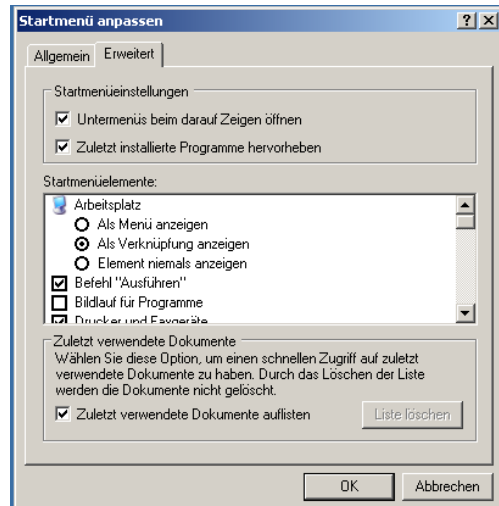 Startmenü anpassen
Allgemein
Erweitert
Startmenüeinstellungen
Untermenüs beim darauf Zeigen öffnen
Zuletzt installierte Programme hervorheben
Startmenüelemente:
Arbeitsplatz
Als Menü anzeigen
Als Verknüpfung anzeigen
Element niemals anzeigen
Befehl "Ausführen"
Bildlauf für Programme
Drucker und Faxgeräte
Zuletzt verwendete Dokumente
Wählen Sie diese Option, um einen schnellen Zugriff auf zuletzt
verwendete Dokumente zu haben. Durch das Löschen der Liste
werden die Dokumente nicht gelöscht.
Zuletzt verwendete Dokumente auflisten
Liste löschen
OK
Abbrechen